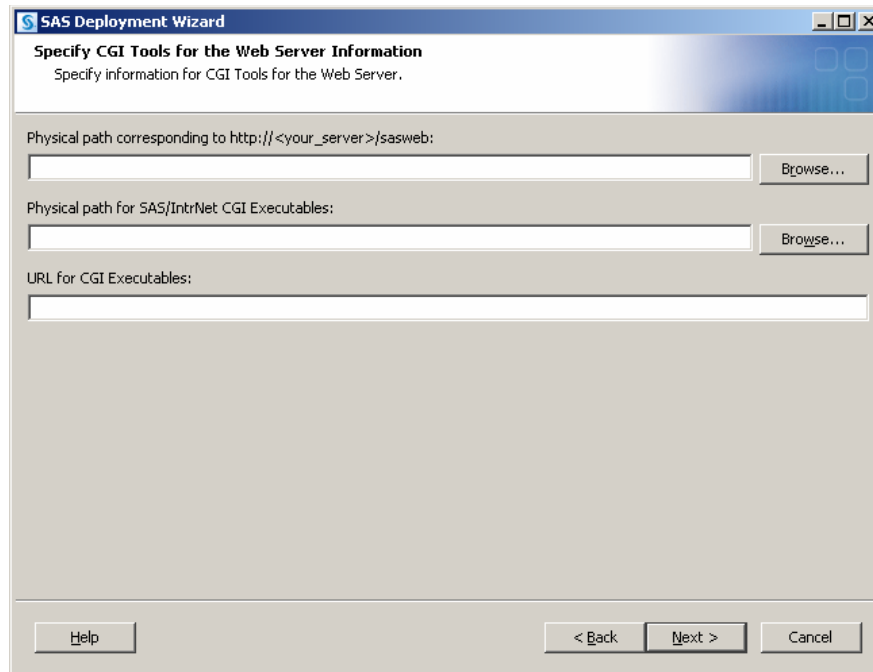 SAS Deployment Wizard
Specify CGI Tools for the Web Server Information
Specify information for CGI Tools for the Web Server.
Physical path corresponding to http://<your_server>/sasweb:
Browse...
Physical path for SAS/IntrNet CGI Executables:
Browse...
URL for CGI Executables:
Help
< Back
Next >
Cancel